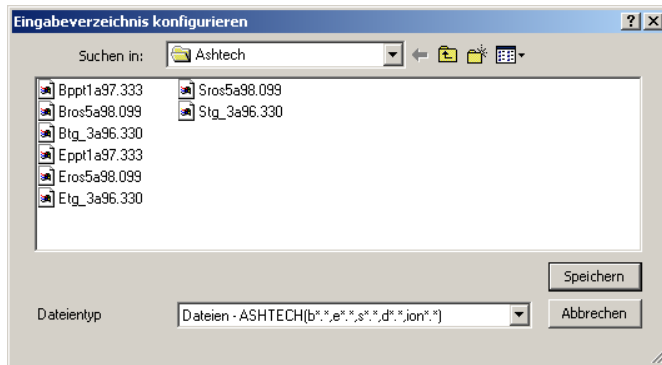 Eingabeverzeichnis konfigurieren
Suchen in: Ashtech
Bppt1a97.333
Bros5a98.099
Btg_3a96.330
Eppt1a97.333
Eros5a98.099
Etg_3a96.330
Sros5a98.099
Stg_3a96.330
Speichern
Dateientyp Dateien - ASHTECH(b*.*,e*.*,s*.*,d*.*,ion*.*)
Abbrechen